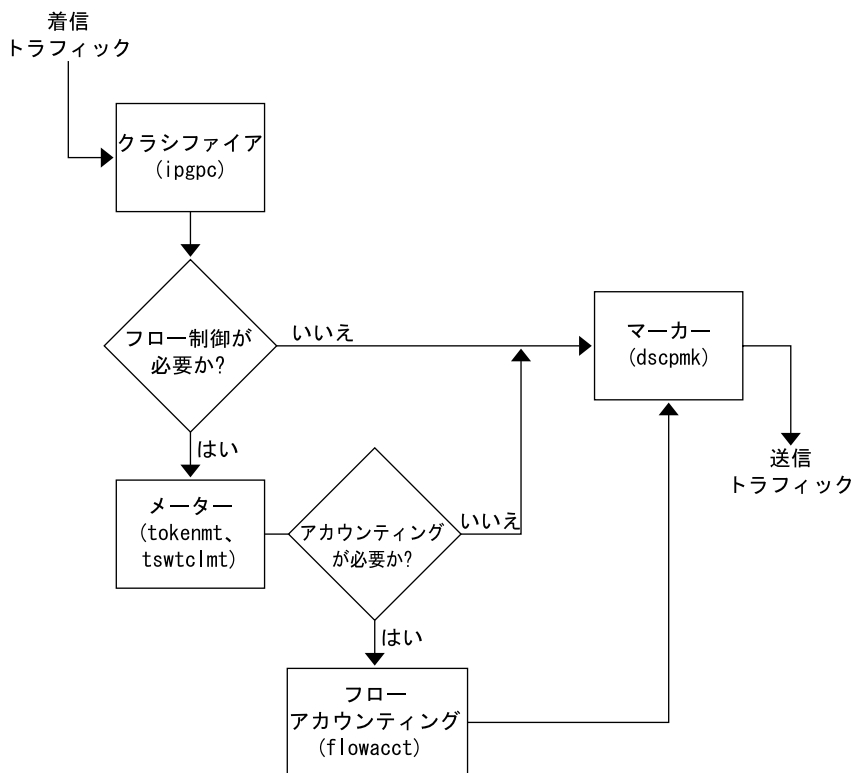 着信
トラフィック
クラシファイア
(ipgpc)
フロー制御が
必要か?
いいえ
マーカー
(dscpmk)
はい
送信
トラフィック
メーター
(tokenmt、
tswtclmt)
アカウンティング
が必要か?
いいえ
はい
フロー
アカウンティング
(flowacct)